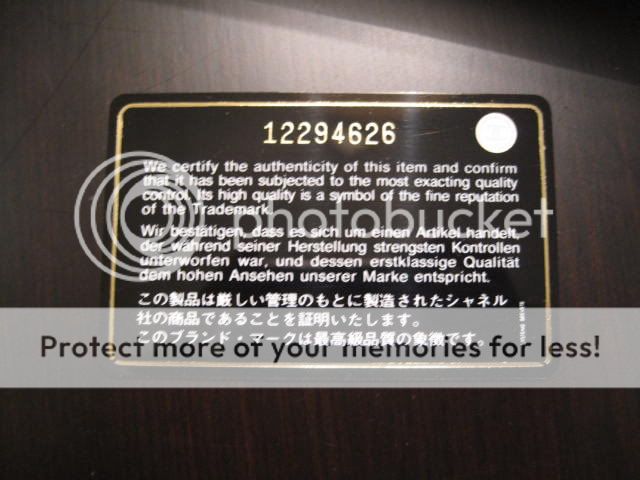 12294626
We certify the authenticity of this item and confirm
that it has been subjected to the most exacting quality
control. Its high quality is a symbol of the fine reputation
of the Trademark.
photobucket
Wir bestätigen, dass es sich um einen Artikel handelt,
der während seiner Herstellung strengsten Kontrollen
unterworfen war, und dessen erstklassige Qualität
dem hohen Ansehen unserer Marke entspricht.
この製品は厳しい管理のもとに製造されたシャネル
社の商品であることを証明いたします。
このブランド・マークは最高級品質の象徴です。
Protect more of your memories for less!